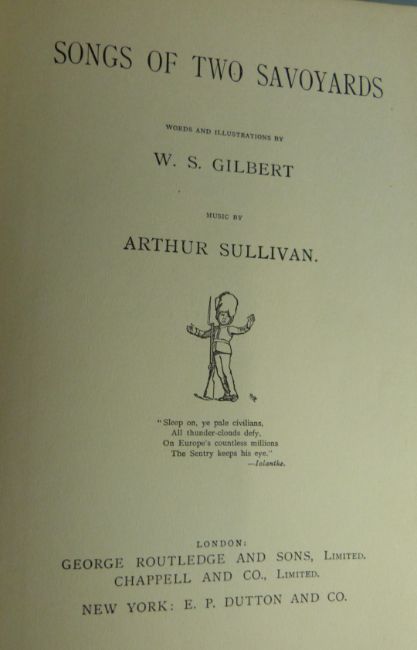 SONGS OF TWO SAVOYARDS
WORDS AND ILLUSTRATIONS BY
W. S. GILBERT
MUSIC BY
ARTHUR SULLIVAN.
"Sleep on, ye pale civilians,
All thunder-clouds defy,
On Europe's countless millions
The Sentry keeps his eye."
—Iolanthe.
LONDON:
GEORGE ROUTLEDGE AND SONS, LIMITED.
CHAPPELL AND CO., LIMITED.
NEW YORK: E. P. DUTTON AND CO.